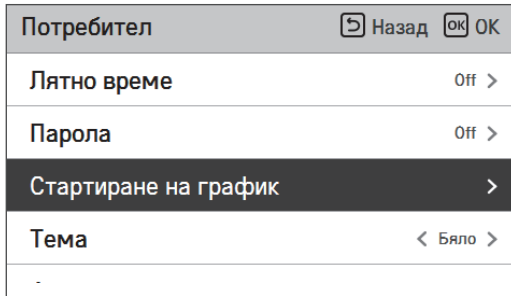 Потребител Назад OK OK
Лятно време Off
Парола Off
Стартиране на график
Тема Бяло